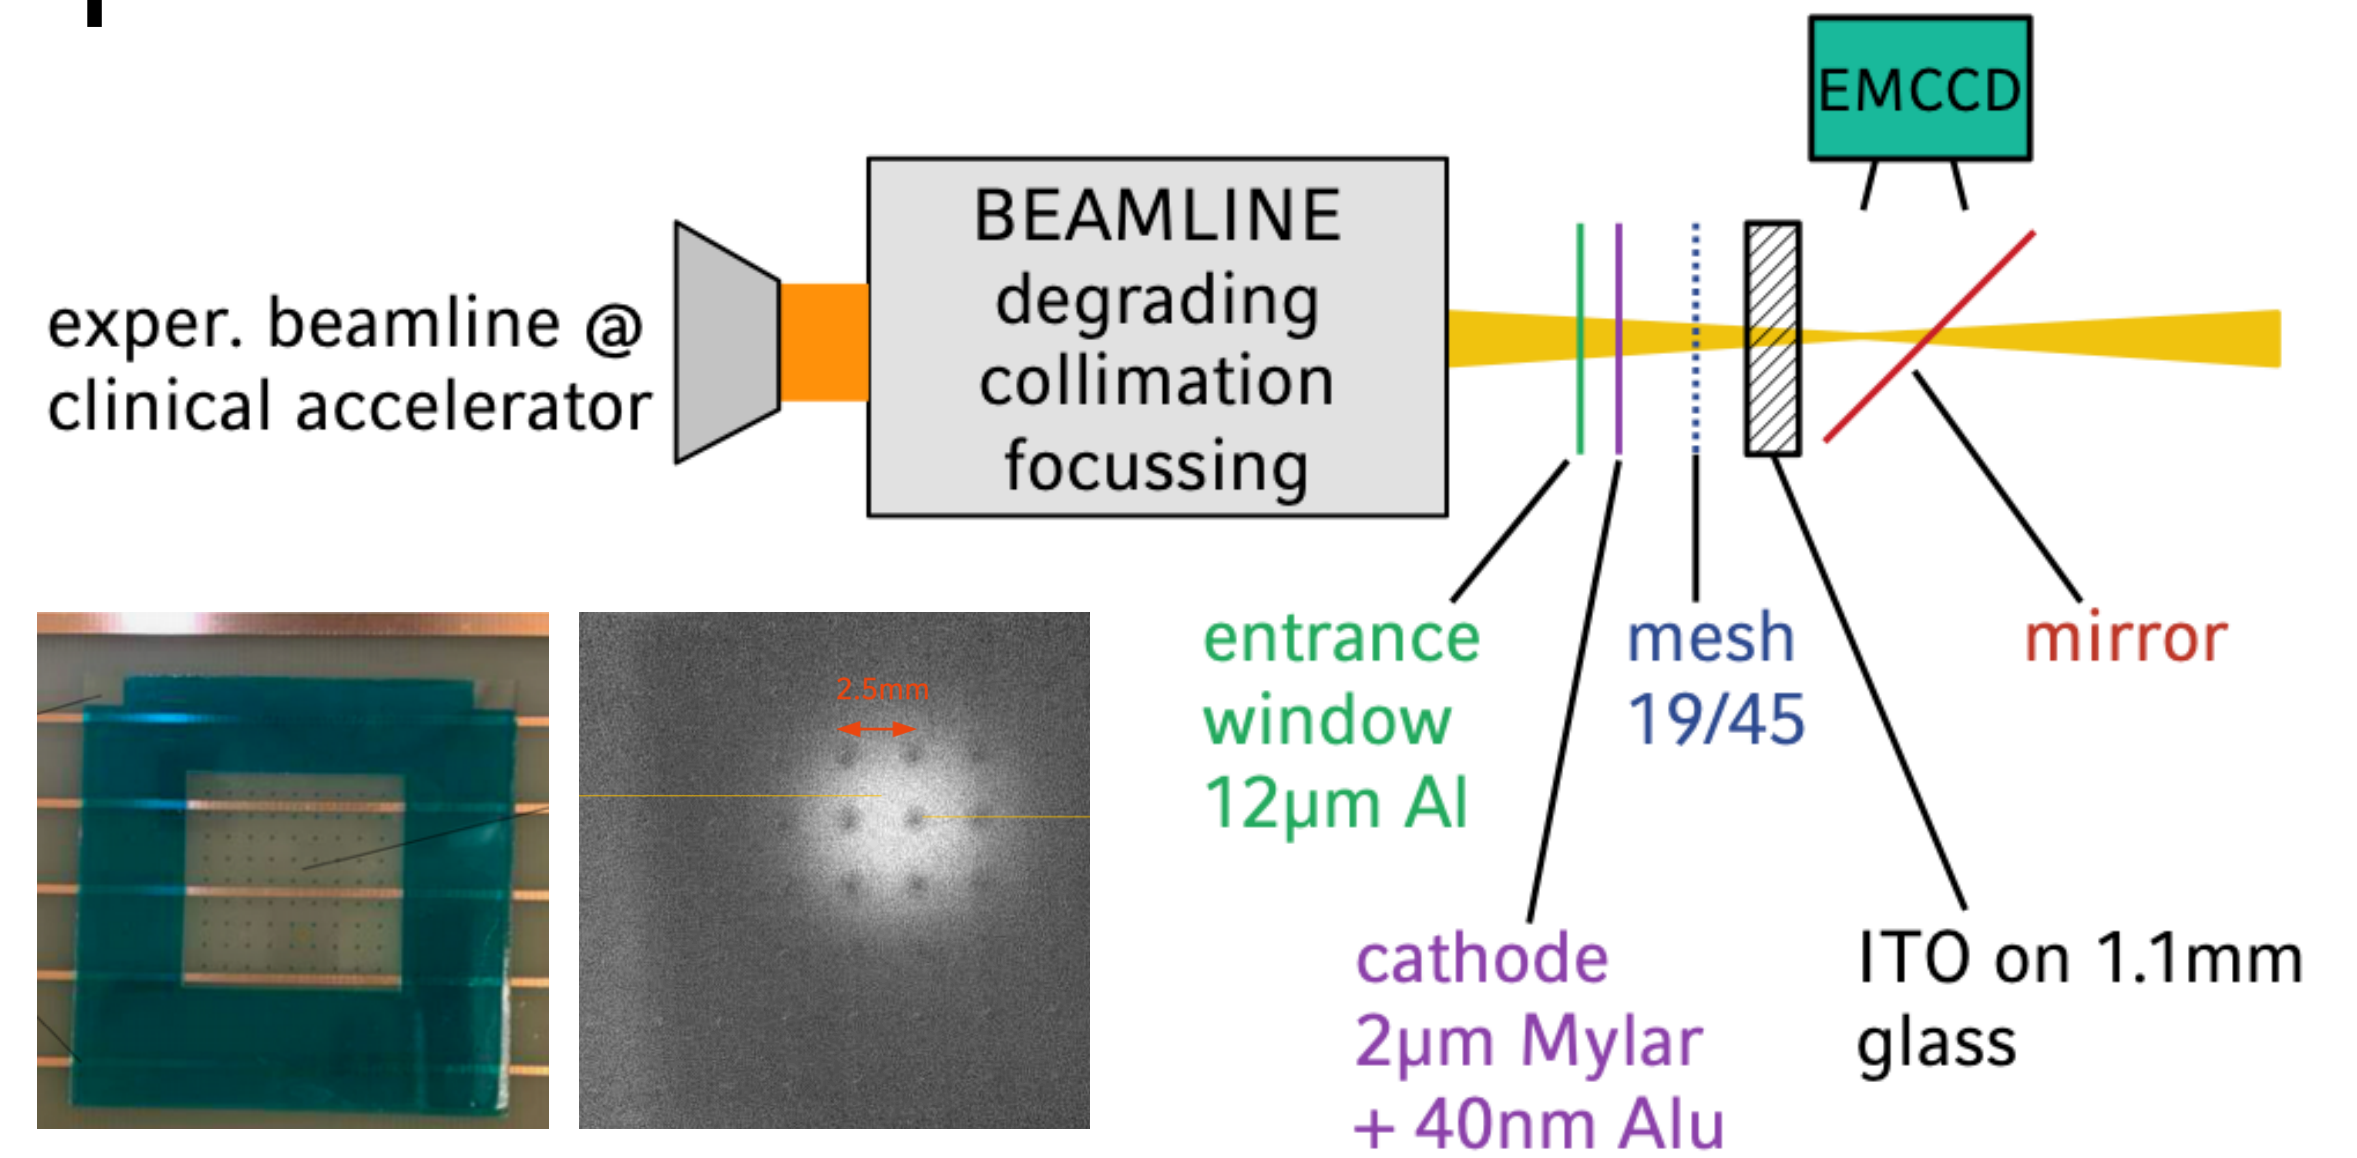 EMCCD
BEAMLINE
degrading
collimation
focussing
exper. beamline @
clinical accelerator
entrance
window
12µm Al
mesh
19/45
mirror
2.5mm
cathode
2µm Mylar
+ 40nm Alu
ITO on 1.1mm
glass